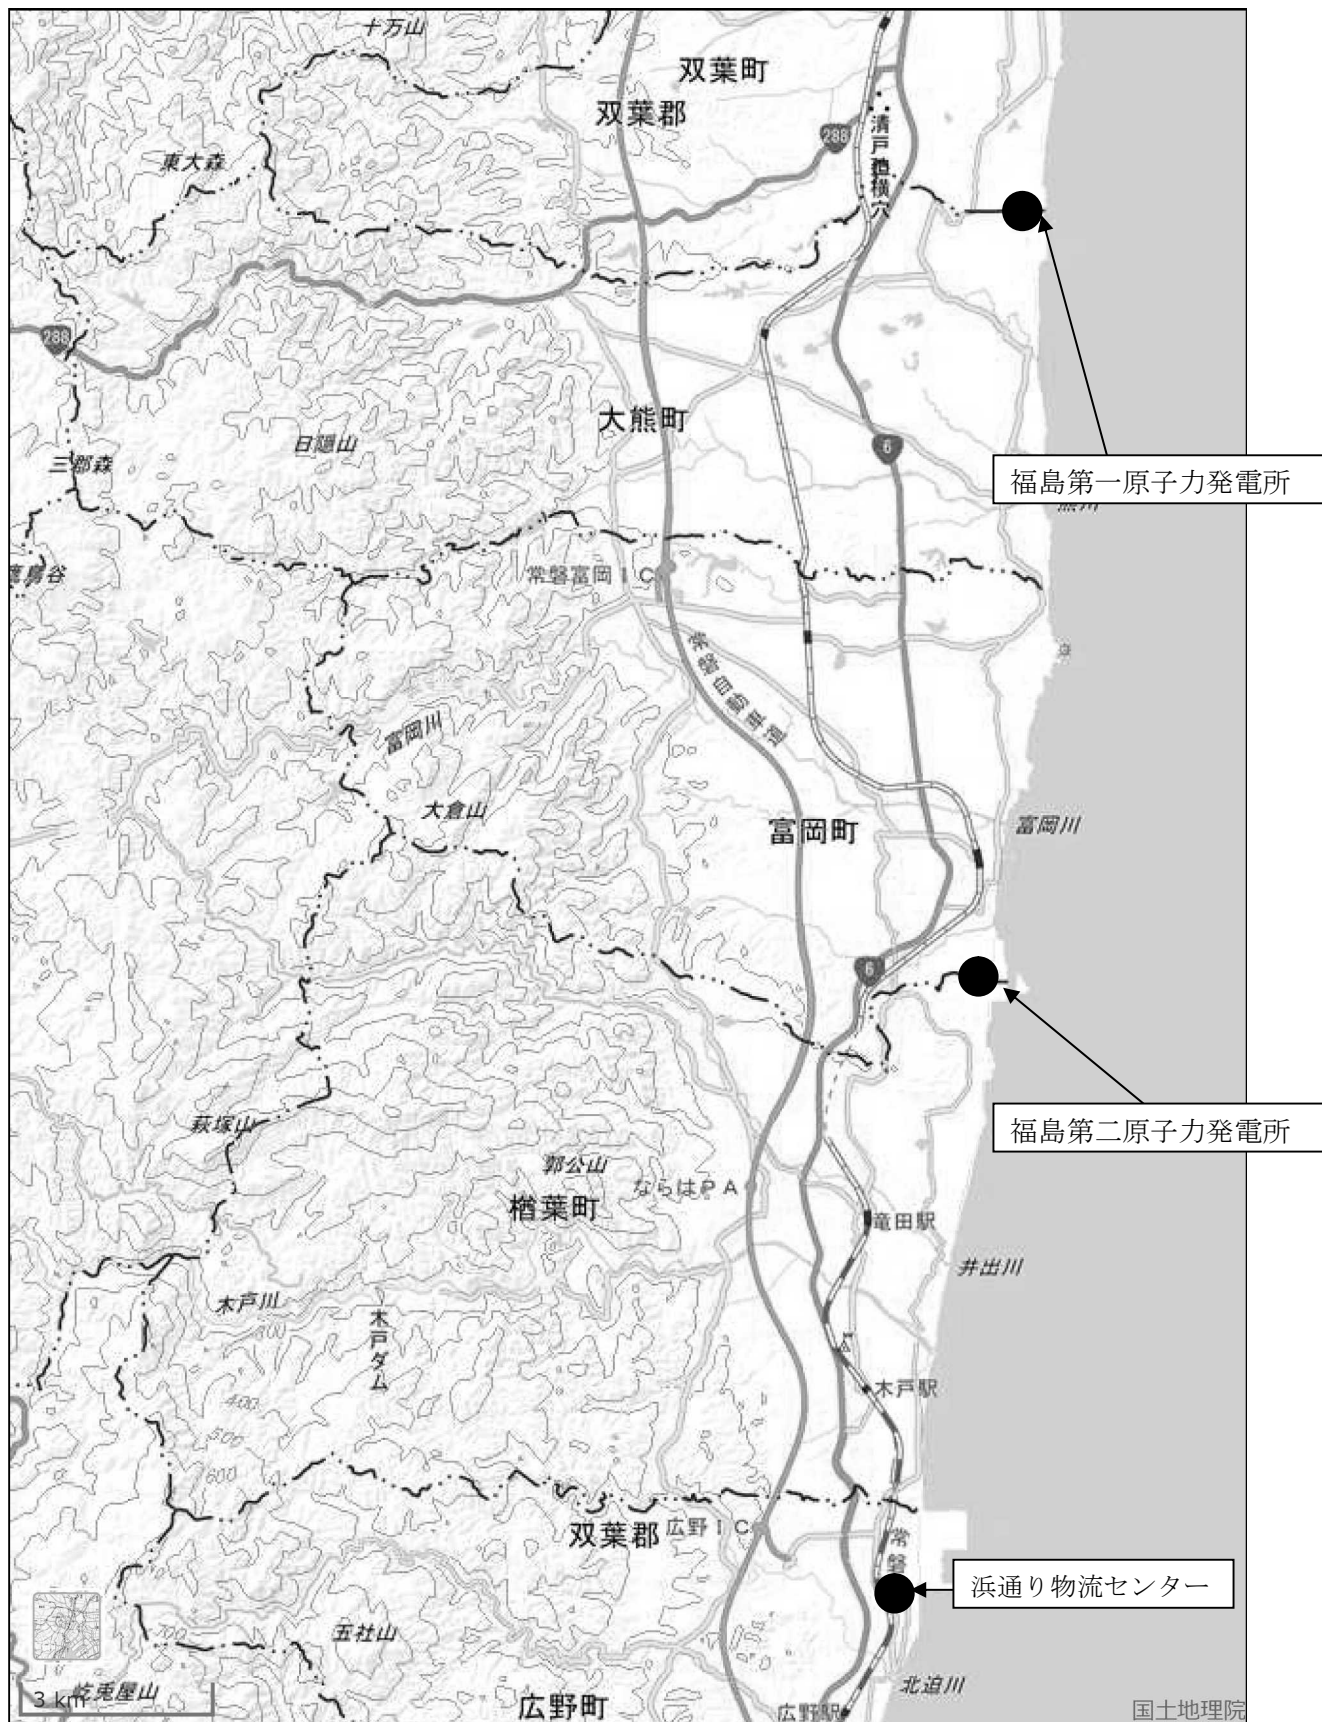 十万山
双葉町
双葉郡
288
東大森
清戸廹横穴
288
大熊町
日隠山
6
三郡森
福島第一原子力発電所
熊川
常磐富岡IC
常磐自動車道
富岡川
大倉山
富岡町
富岡川
6
福島第二原子力発電所
萩塚山
郭公山
ならはPA
楢葉町
竜田駅
井出川
木戸川
木戸ダム
木戸駅
400
500
600
双葉郡
広野IC
常磐
浜通り物流センター
700
五社山
北迫川
屹兎屋山
3 km
広野町
広野駅
国土地理院